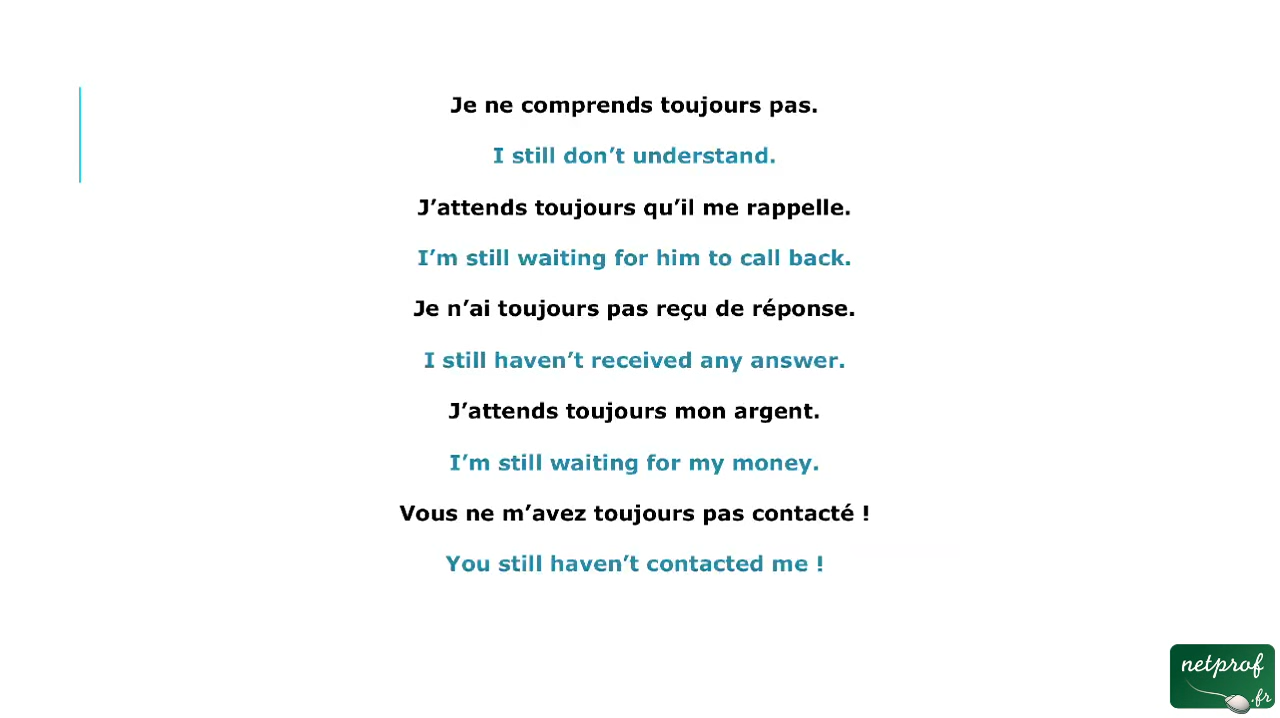 Je ne comprends toujours pas.
I still don’t understand.
J’attends toujours qu’il me rappelle.
I’m still waiting for him to call back.
Je n’ai toujours pas reçu de réponse.
I still haven’t received any answer.
J’attends toujours mon argent.
I’m still waiting for my money.
Vous ne m’avez toujours pas contacté !
You still haven’t contacted me !
netprof
.fr